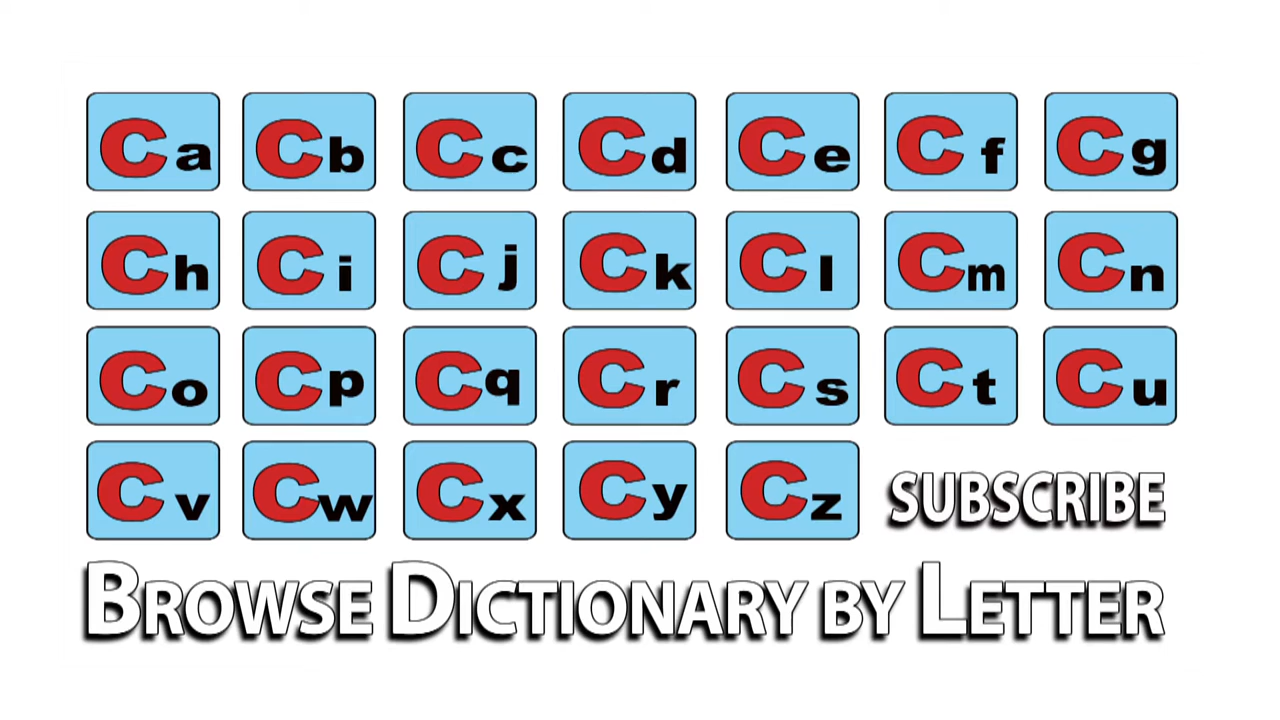 Ca Cb Cc Cd Ce Cf Cg
Ch Ci Cj Ck Cl Cm Cn
Co Cp Cq Cr Cs Ct Cu
Cv Cw Cx Cy Cz SUBSCRIBE
BROWSE DICTIONARY BY LETTER